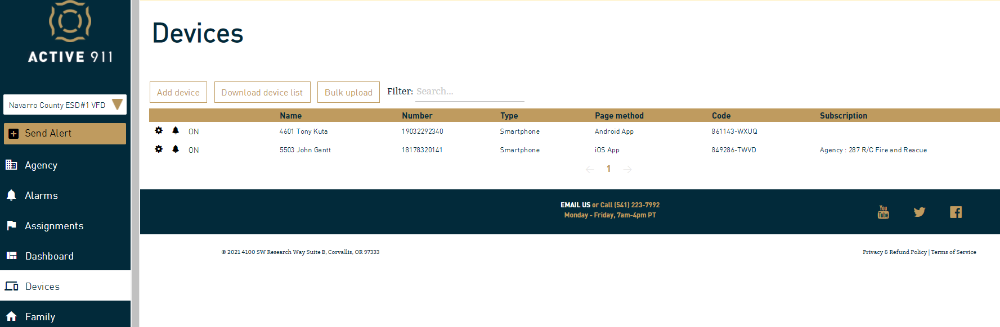 ACTIVE 911
Navarro County ESD#1 VFD
Send Alert
Agency
Alarms
Assignments
Dashboard
Devices
Family
Devices
Add device Download device list Bulk upload Filter: Search...
Name Number Type Page method Code Subscription
ON 4601 Tony Kuta 19032292340 Smartphone Android App 861143-WXUQ
ON 5503 John Gantt 18178320141 Smartphone iOS App 849286-TWVD Agency : 287 R/C Fire and Rescue
1
EMAIL US or Call (541) 223-7992
Monday - Friday, 7am-4pm PT
You Tube
© 2021 4100 SW Research Way Suite B, Corvallis, OR 97333
Privacy & Refund Policy | Terms of Service